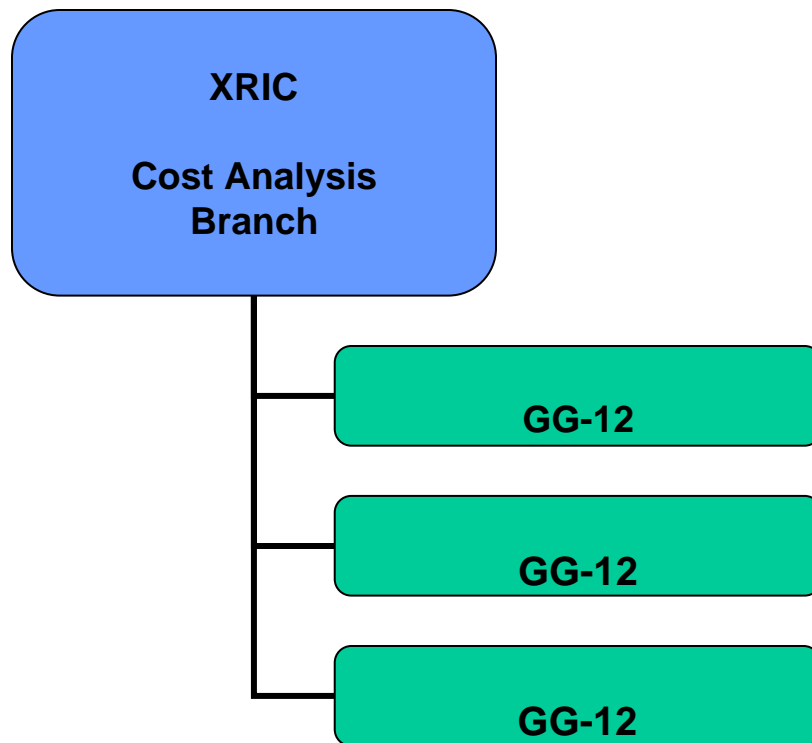 XRIC
Cost Analysis
Branch
GG-12
GG-12
GG-12